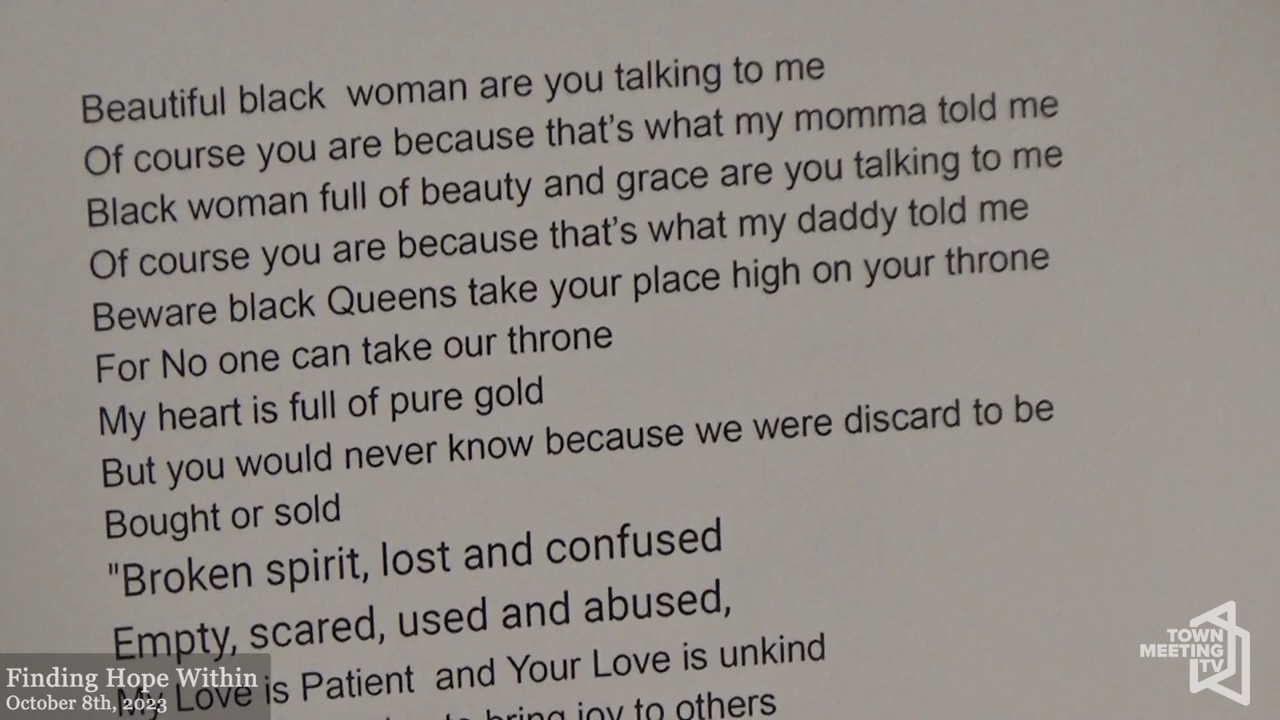 Beautiful black woman are you talking to me
Of course you are because that's what my momma told me
Black woman full of beauty and grace are you talking to me
Of course you are because that's what my daddy told me
Beware black Queens take your place high on your throne
For No one can take our throne
My heart is full of pure gold
But you would never know because we were discard to be
Bought or sold
"Broken spirit, lost and confused
Empty, scared, used and abused,
My Love is Patient and Your Love is unkind
bring joy to others
Finding Hope Within
October 8th, 2023
TOWN
MEETING
TV